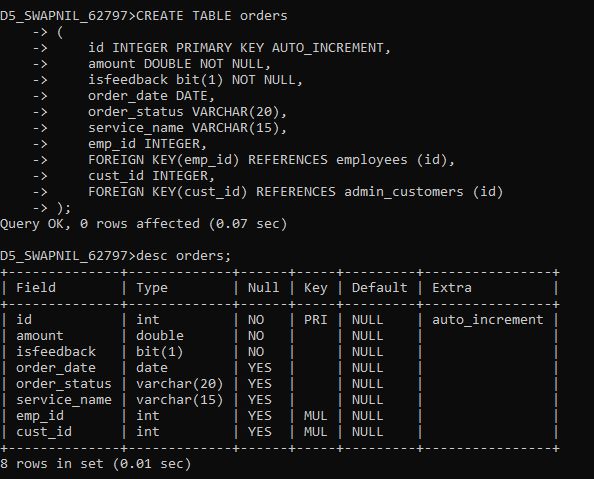 D5_SWAPNIL_62797>CREATE TABLE orders
    -> (
    ->     id INTEGER PRIMARY KEY AUTO_INCREMENT,
    ->     amount DOUBLE NOT NULL,
    ->     isfeedback bit(1) NOT NULL,
    ->     order_date DATE,
    ->     order_status VARCHAR(20),
    ->     service_name VARCHAR(15),
    ->     emp_id INTEGER,
    ->     FOREIGN KEY(emp_id) REFERENCES employees (id),
    ->     cust_id INTEGER,
    ->     FOREIGN KEY(cust_id) REFERENCES admin_customers (id)
    -> );
Query OK, 0 rows affected (0.07 sec)
D5_SWAPNIL_62797>desc orders;
+--------------+-------------+------+-----+---------+----------------+
| Field        | Type        | Null | Key | Default | Extra          |
+--------------+-------------+------+-----+---------+----------------+
| id           | int         | NO   | PRI | NULL    | auto_increment |
| amount       | double      | NO   |     | NULL    |                |
| isfeedback   | bit(1)      | NO   |     | NULL    |                |
| order_date   | date        | YES  |     | NULL    |                |
| order_status | varchar(20) | YES  |     | NULL    |                |
| service_name | varchar(15) | YES  |     | NULL    |                |
| emp_id       | int         | YES  | MUL | NULL    |                |
| cust_id      | int         | YES  | MUL | NULL    |                |
+--------------+-------------+------+-----+---------+----------------+
8 rows in set (0.01 sec)